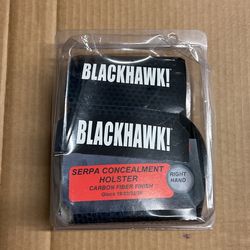 BLACKHAWK!
BLACKHAWK!
SERPA CONCEALMENT
HOLSTER
CARBON FIBER FINISH
RIGHT
HAND